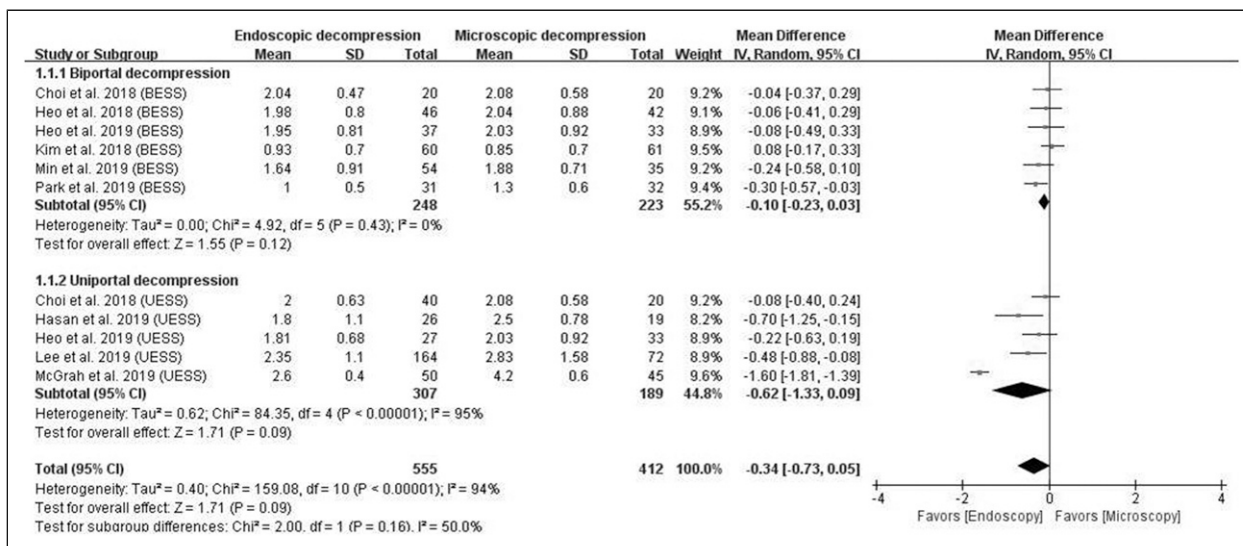 Endoscopic decompression Microscopic decompression Mean Difference Mean Difference
Study or Subgroup Mean SD Total Mean SD Total Weight IV, Random, 95% CI IV, Random, 95% CI
1.1.1 Biportal decompression
Choi et al. 2018 (BESS) 2.04 0.47 20 2.08 0.58 20 9.2% -0.04 [-0.37, 0.29]
Heo et al. 2018 (BESS) 1.98 0.8 46 2.04 0.88 42 9.1% -0.06 [-0.41, 0.29]
Heo et al. 2019 (BESS) 1.95 0.81 37 2.03 0.92 33 8.9% -0.08 [-0.49, 0.33]
Kim et al. 2018 (BESS) 0.93 0.7 60 0.85 0.7 61 9.5% 0.08 [-0.17, 0.33]
Min et al. 2019 (BESS) 1.64 0.91 54 1.88 0.71 35 9.2% -0.24 [-0.58, 0.10]
Park et al. 2019 (BESS) 1 0.5 31 1.3 0.6 32 9.4% -0.30 [-0.57, -0.03]
Subtotal (95% CI) 248 223 55.2% -0.10 [-0.23, 0.03]
Heterogeneity: Tau² = 0.00; Chi² = 4.92, df = 5 (P = 0.43); I² = 0%
Test for overall effect: Z = 1.55 (P = 0.12)
1.1.2 Uniportal decompression
Choi et al. 2018 (UESS) 2 0.63 40 2.08 0.58 20 9.2% -0.08 [-0.40, 0.24]
Hasan et al. 2019 (UESS) 1.8 1.1 26 2.5 0.78 19 8.2% -0.70 [-1.25, -0.15]
Heo et al. 2019 (UESS) 1.81 0.68 27 2.03 0.92 33 8.9% -0.22 [-0.63, 0.19]
Lee et al. 2019 (UESS) 2.35 1.1 164 2.83 1.58 72 8.9% -0.48 [-0.88, -0.08]
McGrah et al. 2019 (UESS) 2.6 0.4 50 4.2 0.6 45 9.6% -1.60 [-1.81, -1.39]
Subtotal (95% CI) 307 189 44.8% -0.62 [-1.33, 0.09]
Heterogeneity: Tau² = 0.62; Chi² = 84.35, df = 4 (P < 0.00001); I² = 95%
Test for overall effect: Z = 1.71 (P = 0.09)
Total (95% CI) 555 412 100.0% -0.34 [-0.73, 0.05]
Heterogeneity: Tau² = 0.40; Chi² = 159.08, df = 10 (P < 0.00001); I² = 94%
Test for overall effect: Z = 1.71 (P = 0.09)
Test for subgroup differences: Chi² = 2.00. df = 1 (P = 0.16). I² = 50.0%
-4 -2 0 2 4
Favors [Endoscopy] Favors [Microscopy]